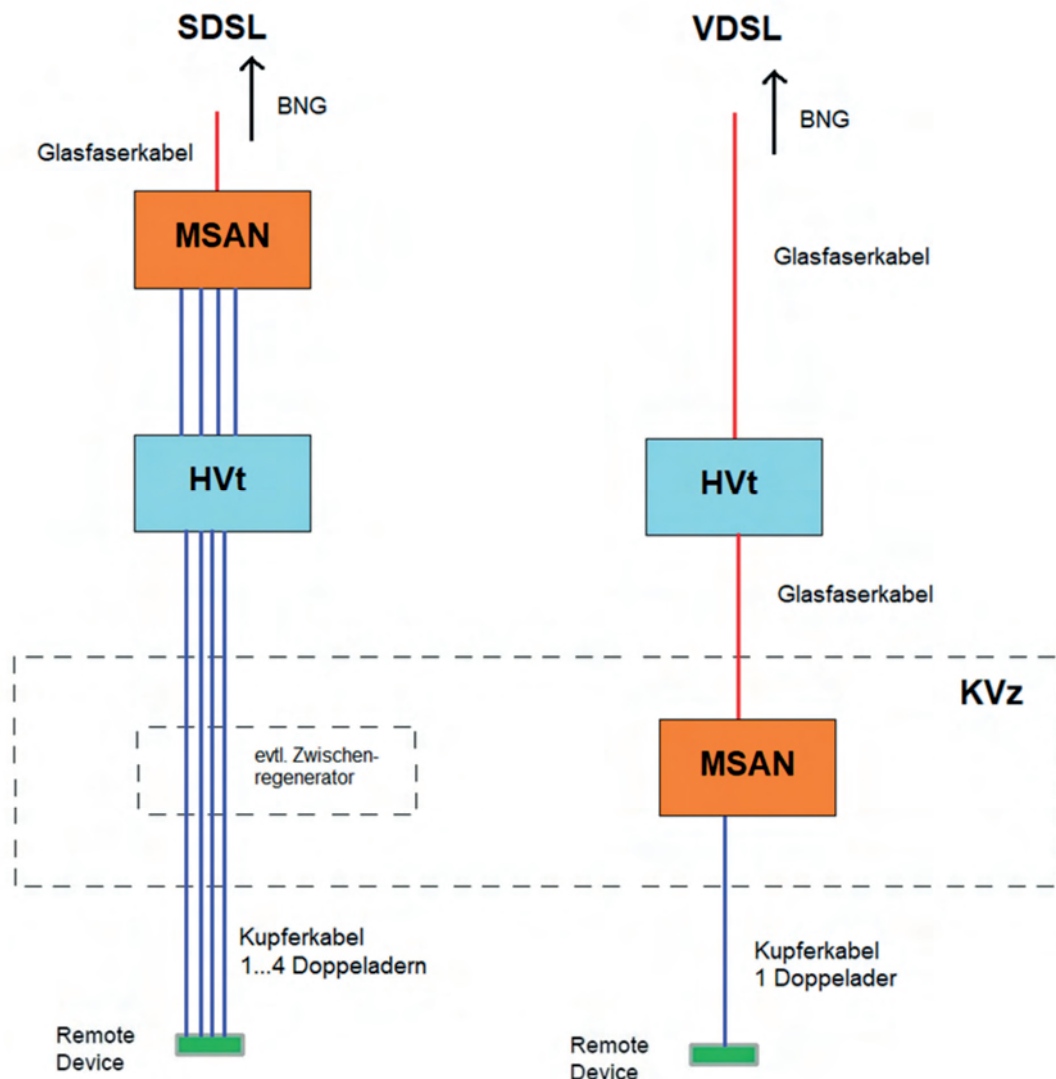 SDSL
BNG
Glasfaserkabel
MSAN
HVt
evtl. Zwischen-
regenerator
Kupferkabel
1...4 Doppeladern
Remote
Device
VDSL
BNG
Glasfaserkabel
HVt
Glasfaserkabel
KVz
MSAN
Kupferkabel
1 Doppelader
Remote
Device